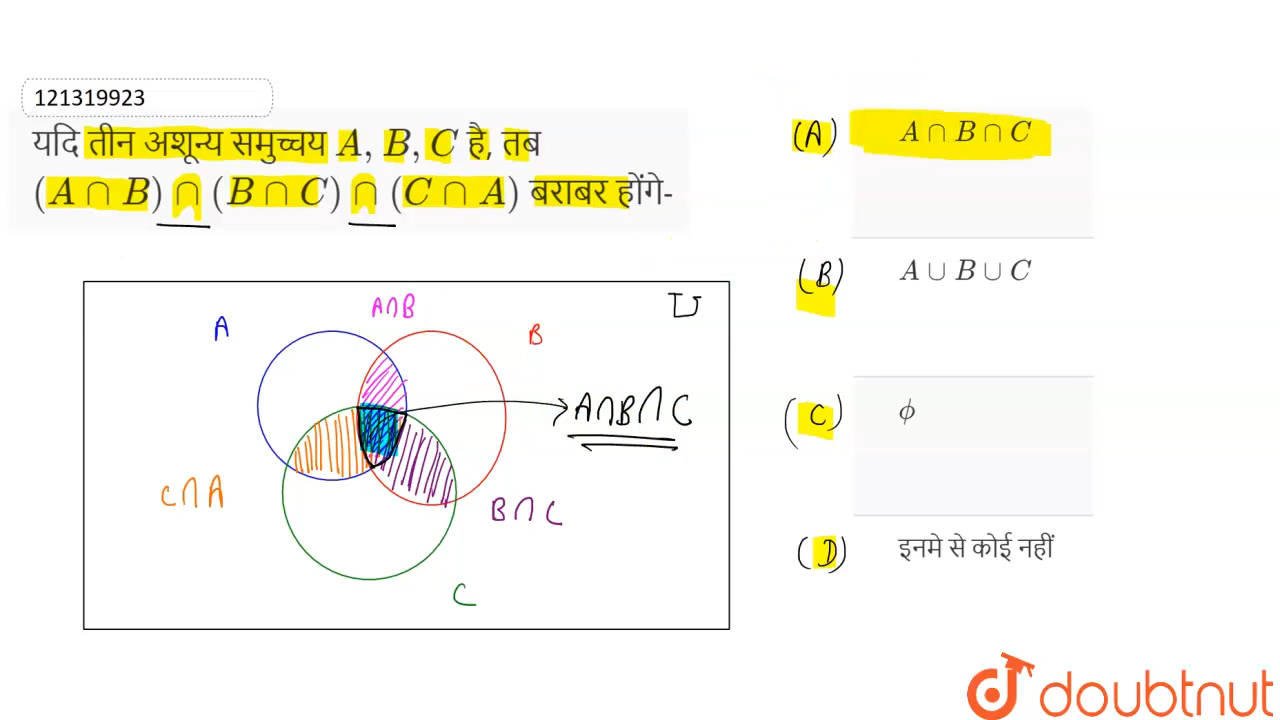 121319923
यदि तीन अशून्य समुच्चय A, B, C है, तब
(A ∩ B) ∩ (B ∩ C) ∩ (C ∩ A) बराबर होंगे-
(A) A ∩ B ∩ C
(B) A ∪ B ∪ C
(C) ϕ
(D) इनमे से कोई नहीं
A∩B
U
A
B
A∩B∩C
C∩A
B∩C
C
doubtnut